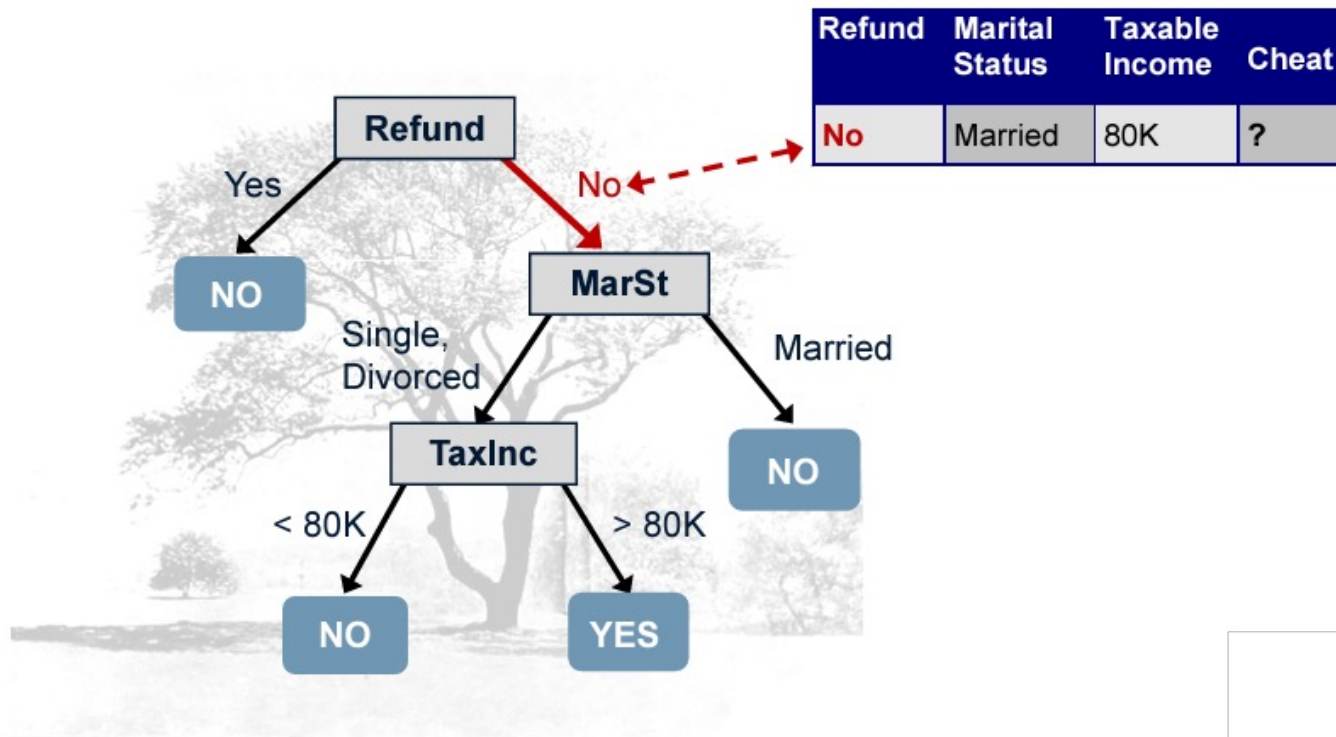 Refund
Marital Status
Taxable Income
Cheat
No
Married
80K
?
Refund
Yes
No
NO
MarSt
Single,
Divorced
Married
TaxInc
NO
< 80K
> 80K
NO
YES